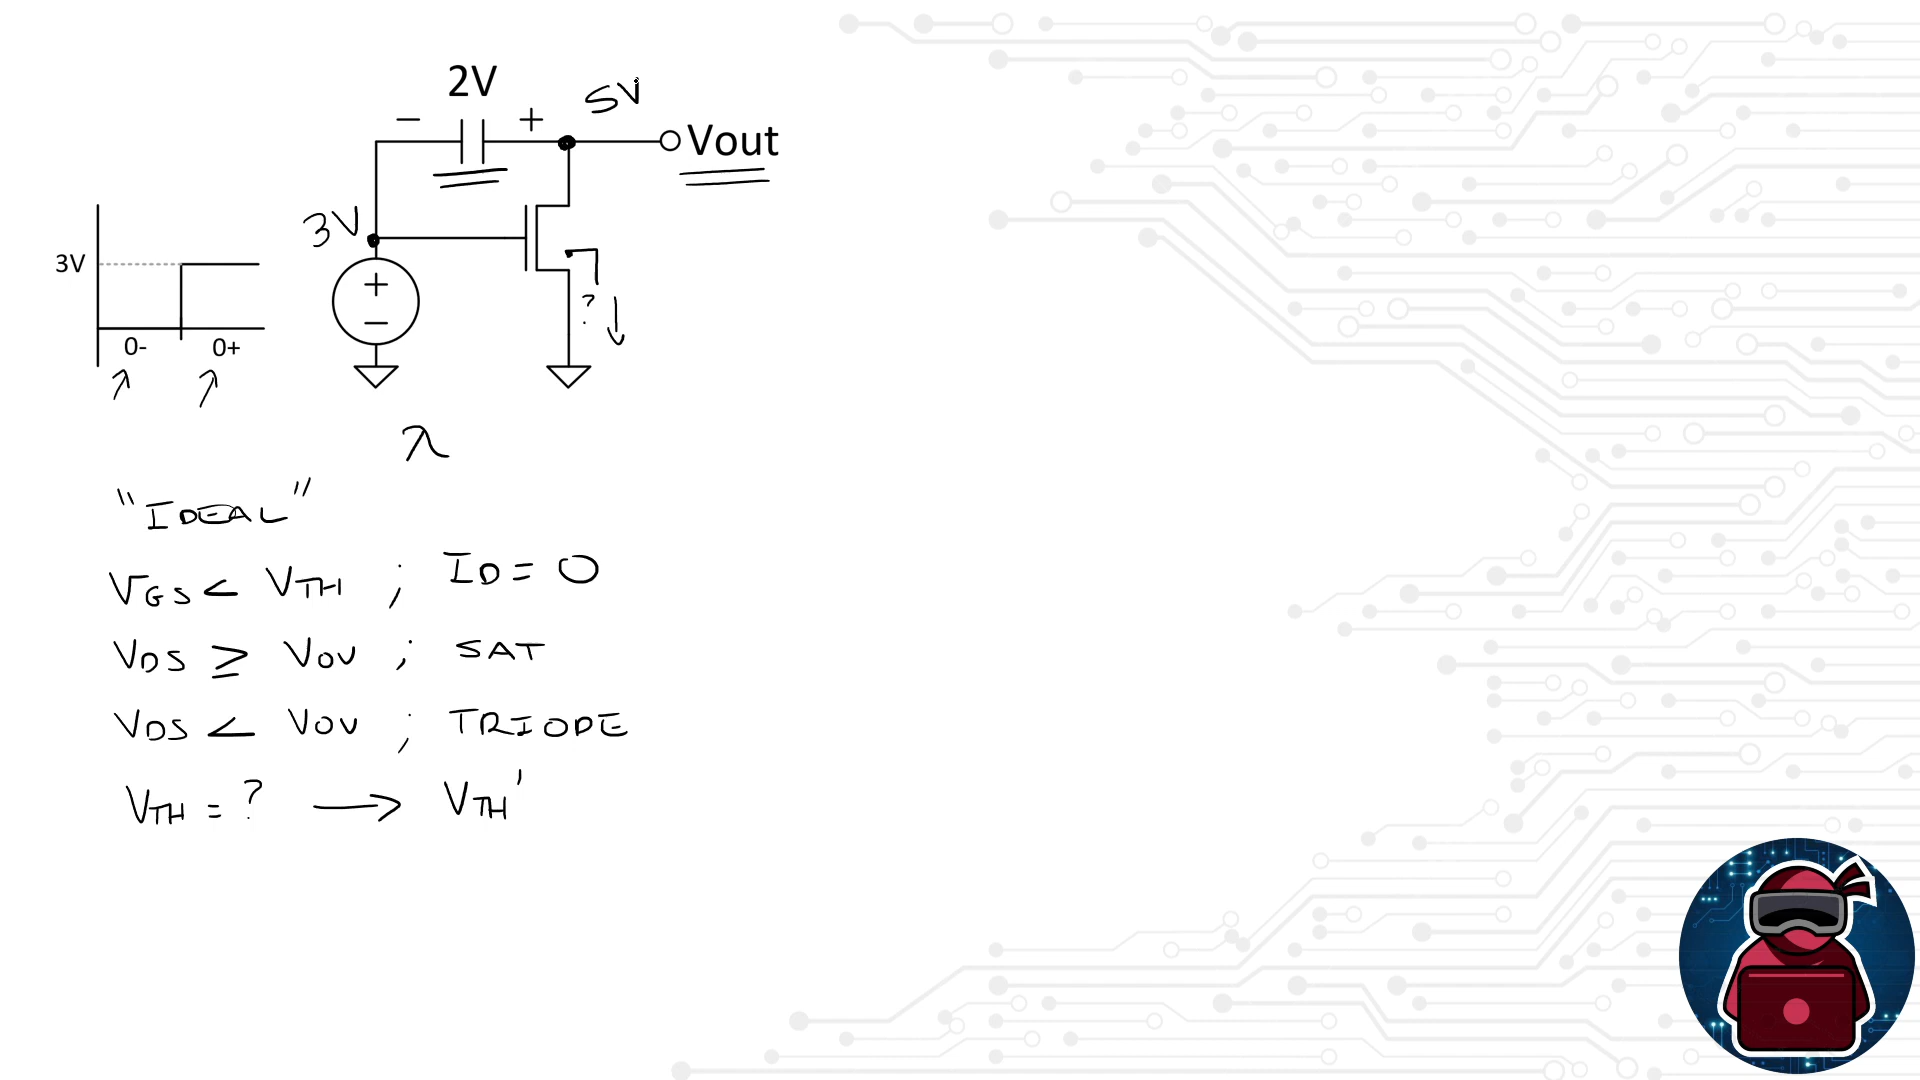 2V
5V
− +
Vout
3V
3V
+
−
?
0- 0+
λ
"IDEAL"
VGS < VTH ; ID = 0
VDS ≥ VOV ; SAT
VDS < VOV ; TRIODE
VTH = ? → VTH'